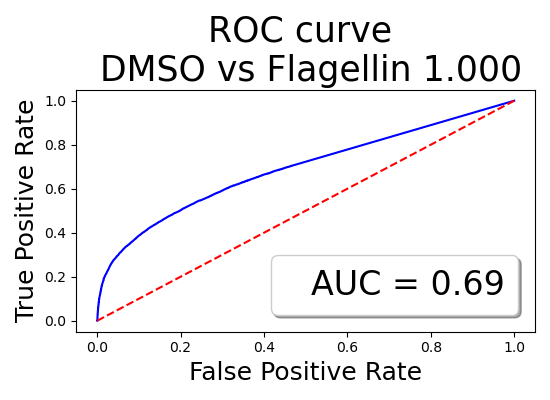 ROC curve
DMSO vs Flagellin 1.000
True Positive Rate
1.0
0.8
0.6
0.4
0.2
0.0
AUC = 0.69
0.0 0.2 0.4 0.6 0.8 1.0
False Positive Rate